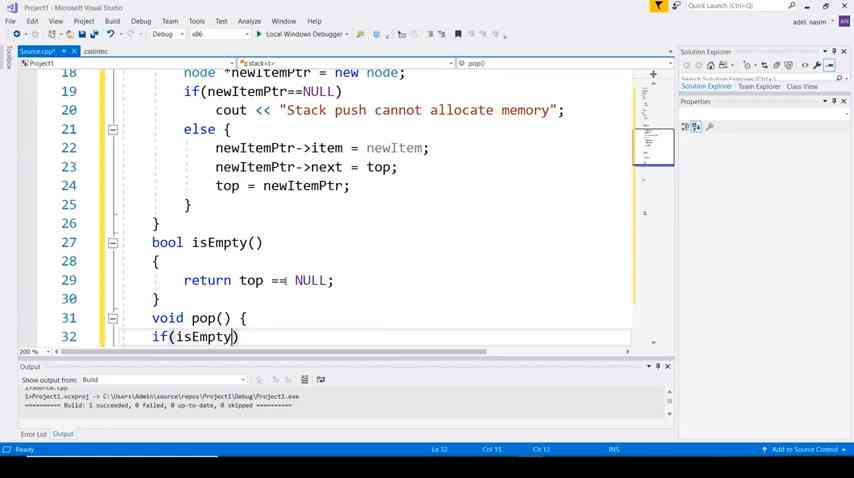 Project1 - Microsoft Visual Studio
Quick Launch (Ctrl+Q)
File Edit View Project Build Debug Team Tools Test Analyze Window Help
adel. nasim AN
Debug x86 Local Windows Debugger
Toolbox
Source.cpp* calsintc
Project1 stack<t> pop()
18 node *newItemPtr = new node;
19 if(newItemPtr==NULL)
20 cout << "Stack push cannot allocate memory";
21 else {
22 newItemPtr->item = newItem;
23 newItemPtr->next = top;
24 top = newItemPtr;
25 }
26 }
27 bool isEmpty()
28 {
29 return top == NULL;
30 }
31 void pop() {
32 if(isEmpty)
200 %
Solution Explorer
Search Solution Explorer (Ctrl+;)
Solution Explorer Team Explorer Class View
Properties
Output
Show output from: Build
1>Source.cpp
1>Project1.vcxproj -> C:\Users\Admin\source\repos\Project1\Debug\Project1.exe
========== Build: 1 succeeded, 0 failed, 0 up-to-date, 0 skipped ==========
Error List Output
Ready Ln 32 Col 15 Ch 12 INS Add to Source Control